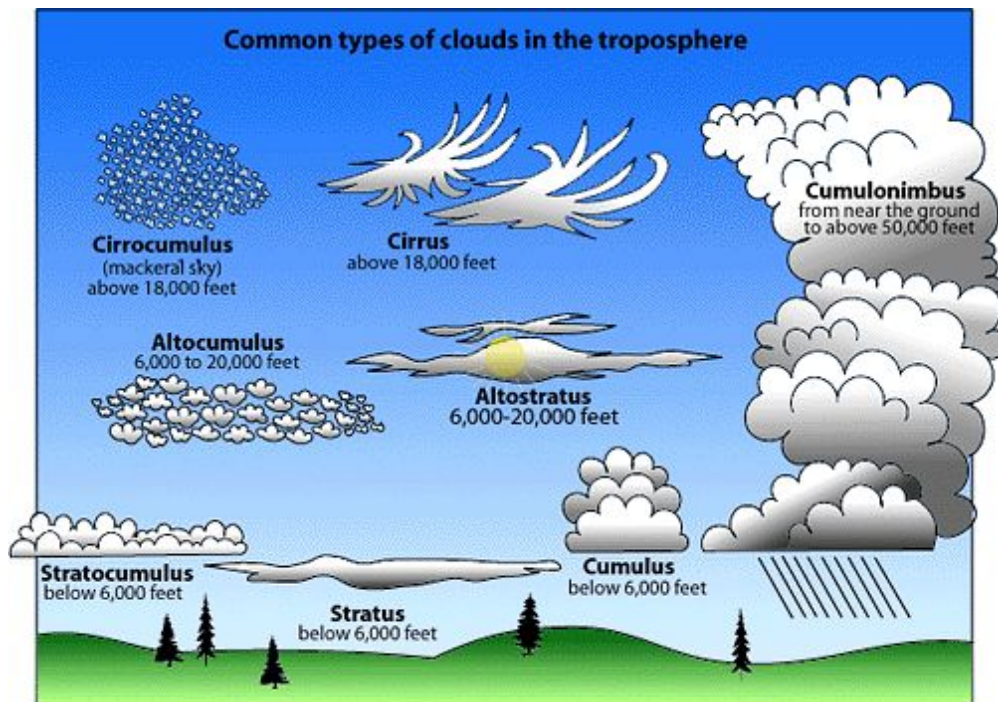 Common types of clouds in the troposphere
Cirrocumulus
(mackeral sky)
above 18,000 feet
Cirrus
above 18,000 feet
Cumulonimbus
from near the ground
to above 50,000 feet
Altocumulus
6,000 to 20,000 feet
Altostratus
6,000-20,000 feet
Stratocumulus
below 6,000 feet
Stratus
below 6,000 feet
Cumulus
below 6,000 feet